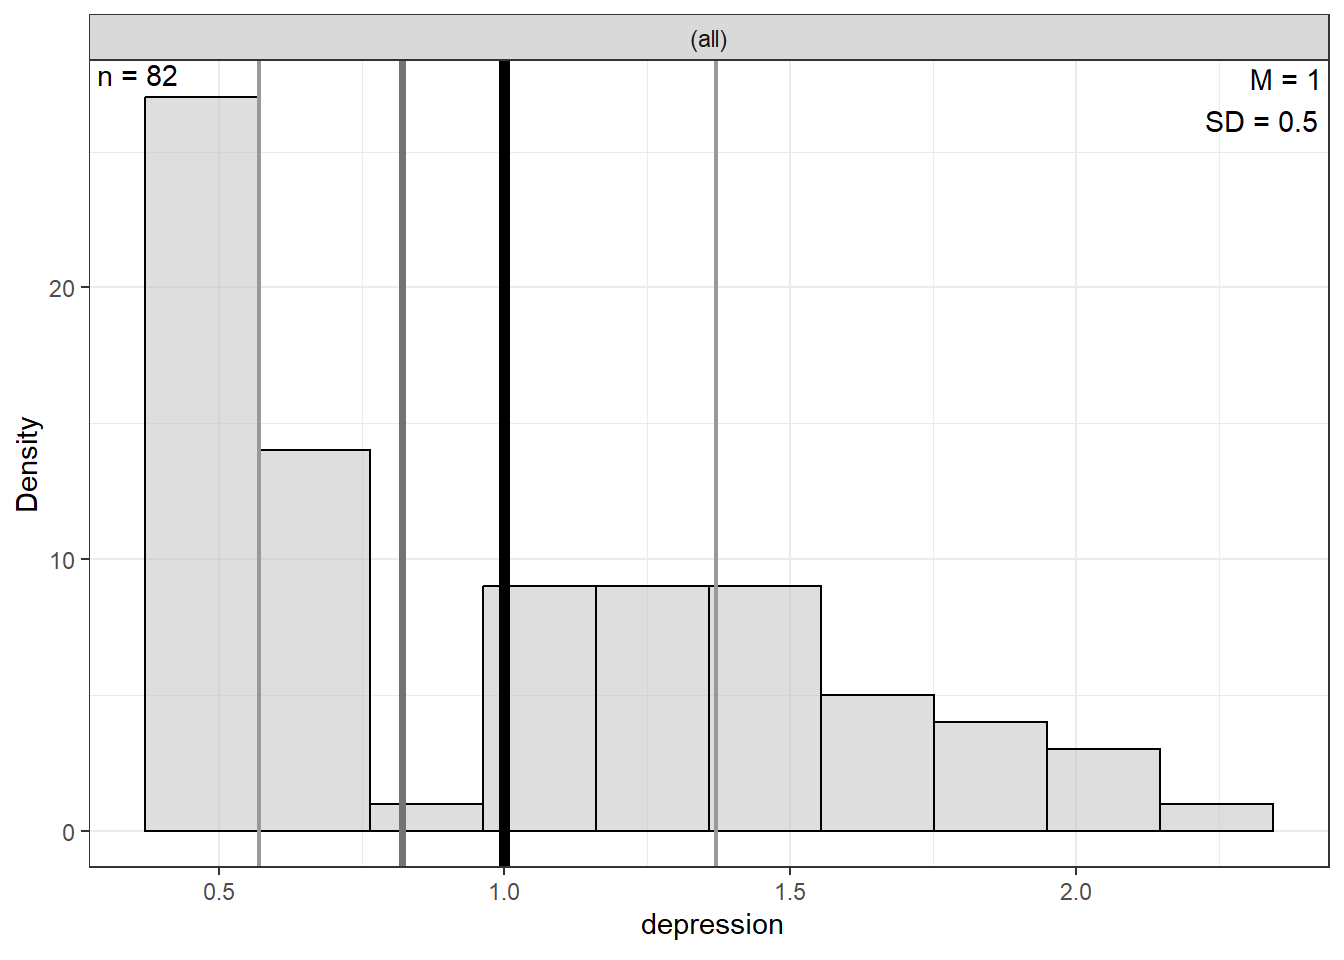 (all)
n = 82
M = 1
SD = 0.5
Density
20
10
0
0.5 1.0 1.5 2.0
depression